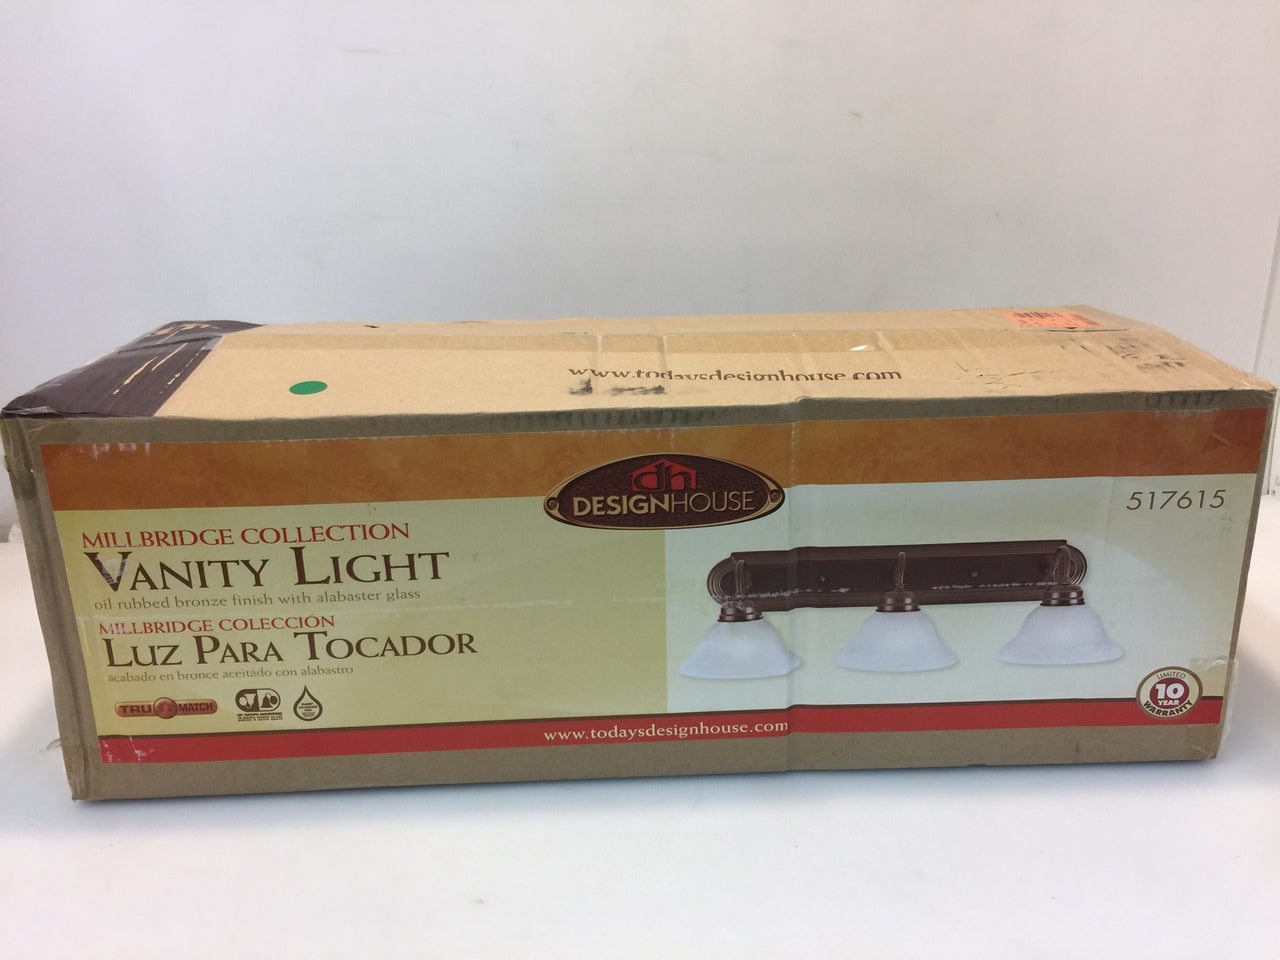 www.todaysdesignhouse.com
dh
DESIGNHOUSE
517615
MILLBRIDGE COLLECTION
VANITY LIGHT
oil rubbed bronze finish with alabaster glass
MILLBRIDGE COLECCIÓN
LUZ PARA TOCADOR
acabado en bronce aceitado con alabastro
TRU MATCH
LIMITED
10
YEAR
WARRANTY
www.todaysdesignhouse.com